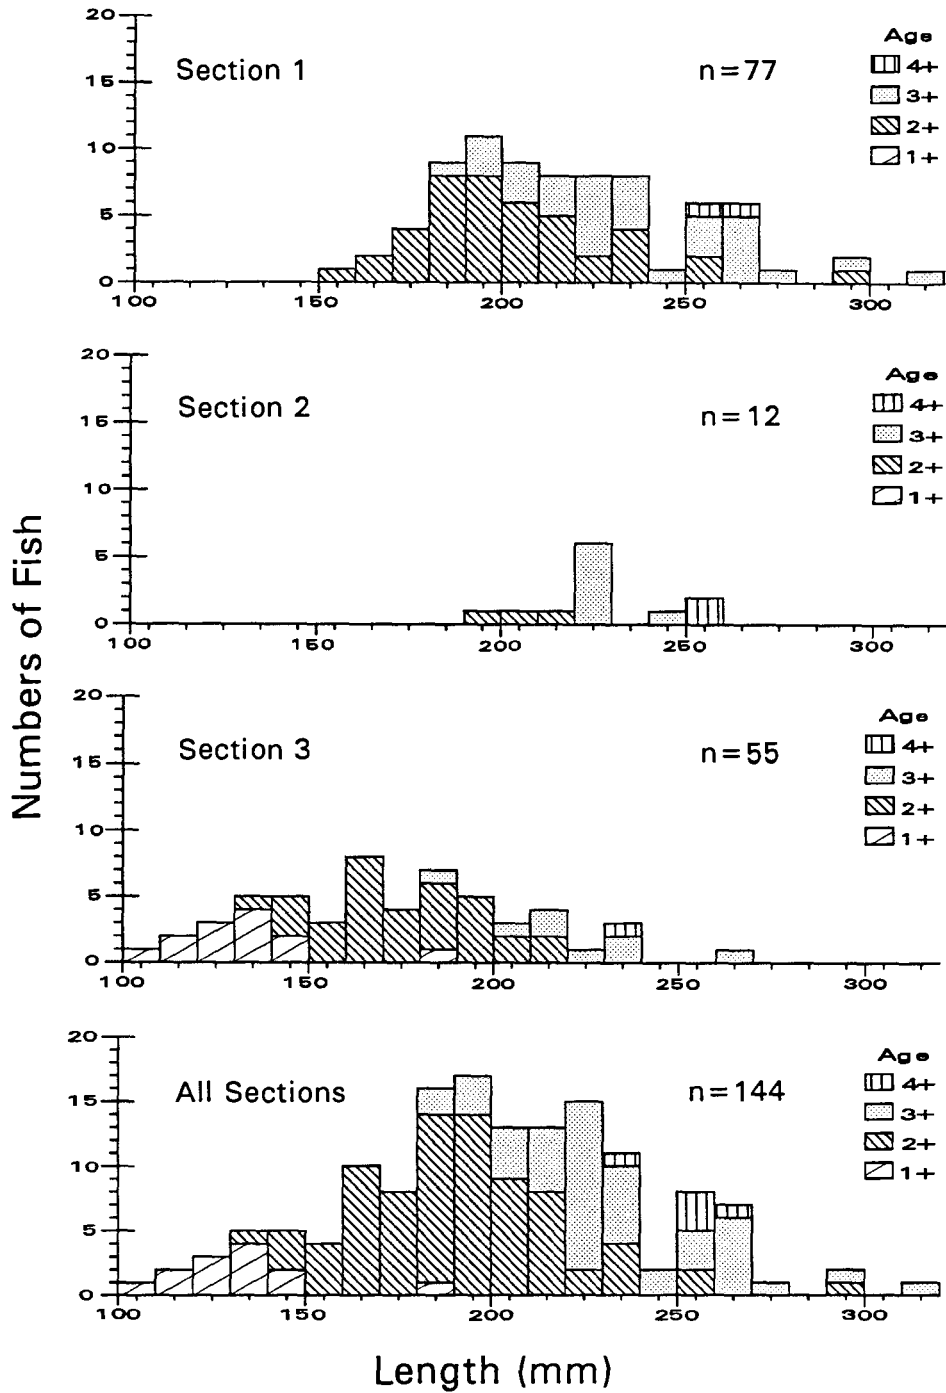 Numbers of Fish
20
15
10
5
0
Section 1
n=77
Age
4+
3+
2+
1+
100 150 200 250 300
20
15
10
5
0
Section 2
n=12
Age
4+
3+
2+
1+
100 150 200 250 300
20
15
10
5
0
Section 3
n=55
Age
4+
3+
2+
1+
100 150 200 250 300
20
15
10
5
0
All Sections
n=144
Age
4+
3+
2+
1+
100 150 200 250 300
Length (mm)